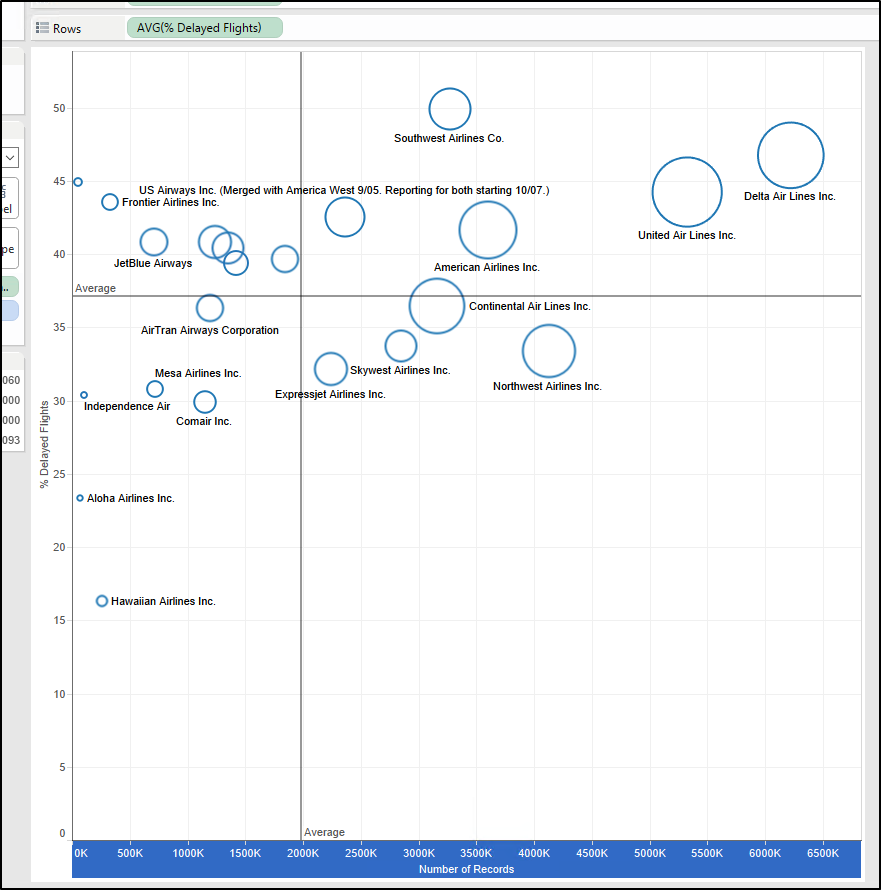 Rows
AVG(% Delayed Flights)
50
Southwest Airlines Co.
45
US Airways Inc. (Merged with America West 9/05. Reporting for both starting 10/07.)
Delta Air Lines Inc.
Frontier Airlines Inc.
el
United Air Lines Inc.
pe
40
JetBlue Airways
American Airlines Inc.
..
Average
Continental Air Lines Inc.
35
AirTran Airways Corporation
Skywest Airlines Inc.
Mesa Airlines Inc.
060
Northwest Airlines Inc.
Expressjet Airlines Inc.
000
30
Independence Air
000
Comair Inc.
093
% Delayed Flights
25
Aloha Airlines Inc.
20
Hawaiian Airlines Inc.
15
10
5
0
Average
0K 500K 1000K 1500K 2000K 2500K 3000K 3500K 4000K 4500K 5000K 5500K 6000K 6500K
Number of Records